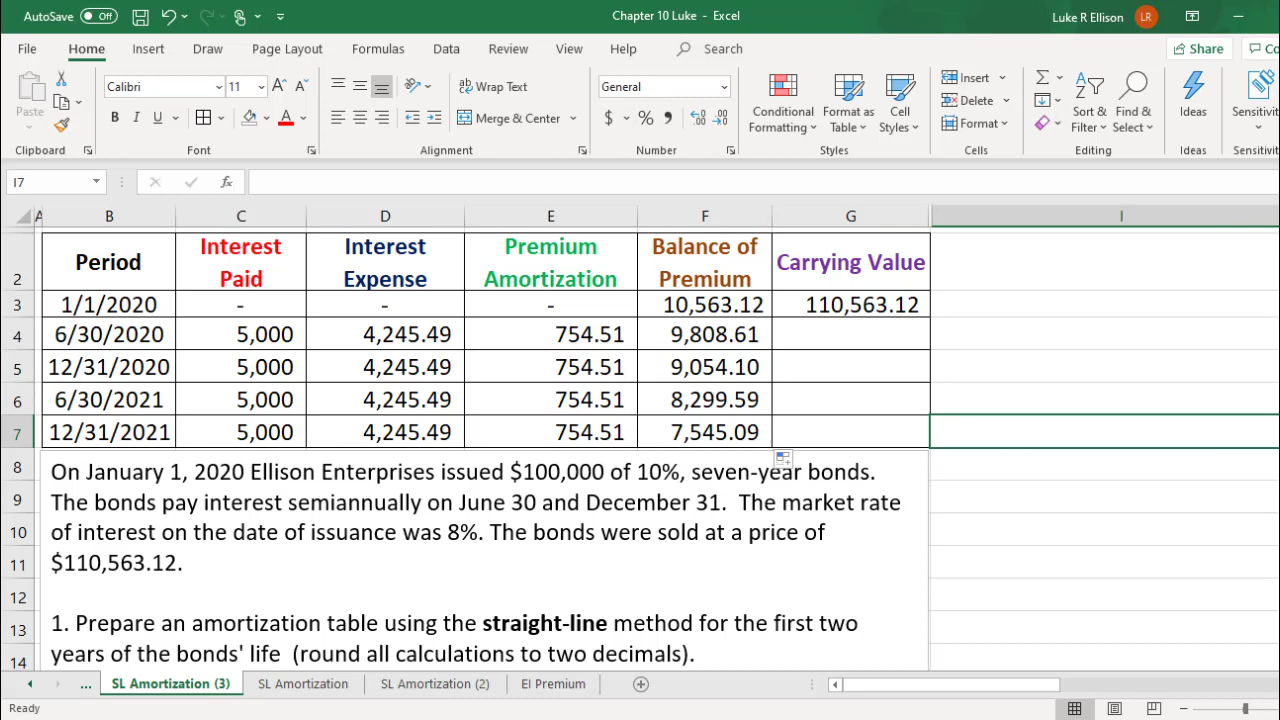 AutoSave Off Chapter 10 Luke - Excel Luke R Ellison LR
File Home Insert Draw Page Layout Formulas Data Review View Help Search Share
Paste Calibri 11 A A Wrap Text General Conditional Formatting Format as Table Cell Styles Insert Delete Format Sort & Filter Find & Select Ideas
B I U A Merge & Center $ %
Clipboard Font Alignment Number Styles Cells Editing Ideas
I7 fx
A B C D E F G I
2 Period Interest Paid Interest Expense Premium Amortization Balance of Premium Carrying Value
3 1/1/2020 - - - 10,563.12 110,563.12
4 6/30/2020 5,000 4,245.49 754.51 9,808.61
5 12/31/2020 5,000 4,245.49 754.51 9,054.10
6 6/30/2021 5,000 4,245.49 754.51 8,299.59
7 12/31/2021 5,000 4,245.49 754.51 7,545.09
8 On January 1, 2020 Ellison Enterprises issued $100,000 of 10%, seven-year bonds.
9 The bonds pay interest semiannually on June 30 and December 31. The market rate
10 of interest on the date of issuance was 8%. The bonds were sold at a price of
11 $110,563.12.
12
13 1. Prepare an amortization table using the straight-line method for the first two
14 years of the bonds' life (round all calculations to two decimals).
... SL Amortization (3) SL Amortization SL Amortization (2) EI Premium
Ready